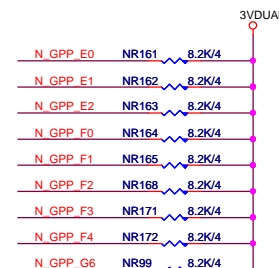 3VDUAL
N_GPP_E0 NR161 8.2K/4
N_GPP_E1 NR162 8.2K/4
N_GPP_E2 NR163 8.2K/4
N_GPP_F0 NR164 8.2K/4
N_GPP_F1 NR165 8.2K/4
N_GPP_F2 NR168 8.2K/4
N_GPP_F3 NR171 8.2K/4
N_GPP_F4 NR172 8.2K/4
N_GPP_G6 NR99 8.2K/4